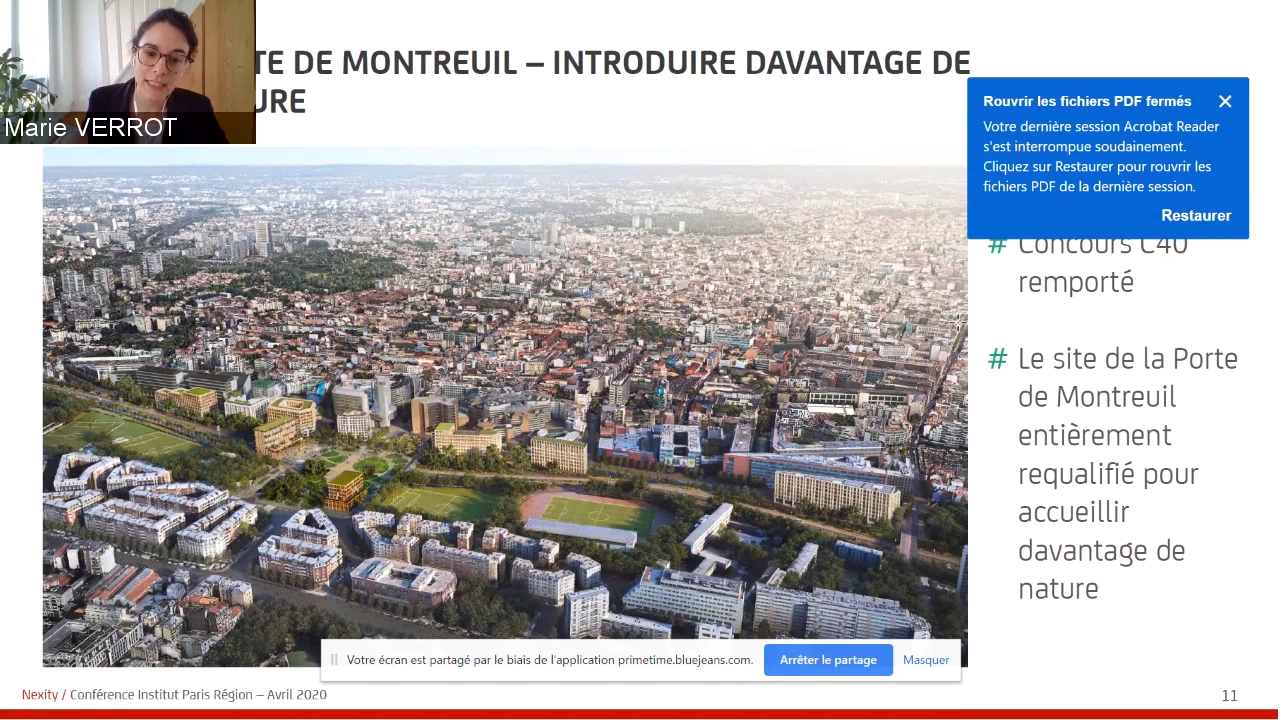 TE DE MONTREUIL – INTRODUIRE DAVANTAGE DE
URE
Marie VERROT
Rouvrir les fichiers PDF fermés
Votre dernière session Acrobat Reader
s'est interrompue soudainement.
Cliquez sur Restaurer pour rouvrir les
fichiers PDF de la dernière session.
Restaurer
# Concours C40
remporté
# Le site de la Porte
de Montreuil
entièrement
requalifié pour
accueillir
davantage de
nature
Votre écran est partagé par le biais de l'application primetime.bluejeans.com.
Arrêter le partage
Masquer
Nexity / Conférence Institut Paris Région – Avril 2020
11